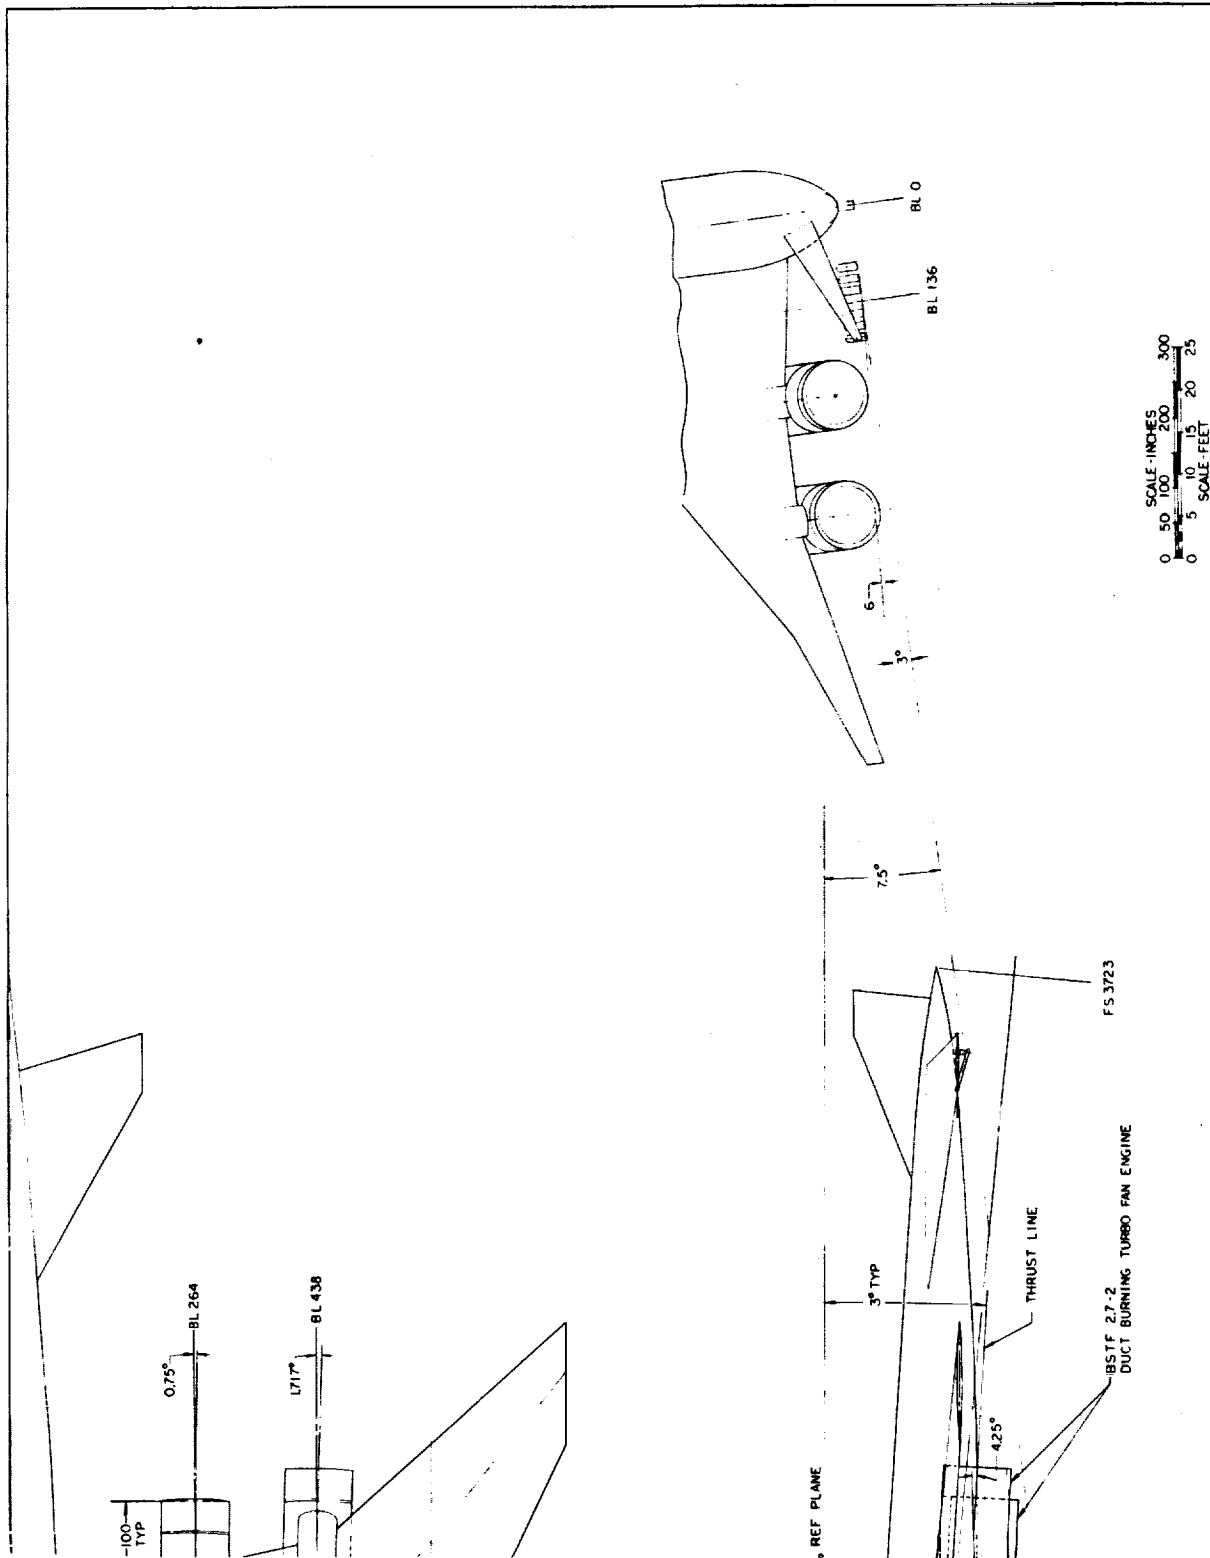 BL 0
BL 136
SCALE-INCHES
0 50 100 200 300
0 5 10 15 20 25
SCALE-FEET
6
3°
7.5°
FS 3723
BL 264
0.75°
BL 438
1.717°
-100-
TYP
3° TYP
THRUST LINE
BSTF 2.7-2
DUCT BURNING TURBO FAN ENGINE
4.25°
° REF PLANE